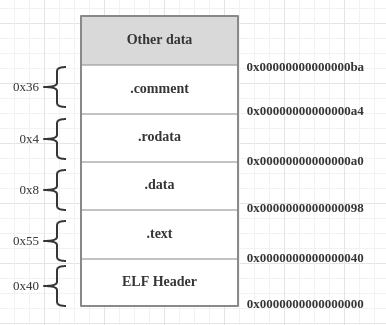 Other data
0x00000000000000ba
0x36
.comment
0x00000000000000a4
0x4
.rodata
0x00000000000000a0
0x8
.data
0x0000000000000098
0x55
.text
0x0000000000000040
0x40
ELF Header
0x0000000000000000